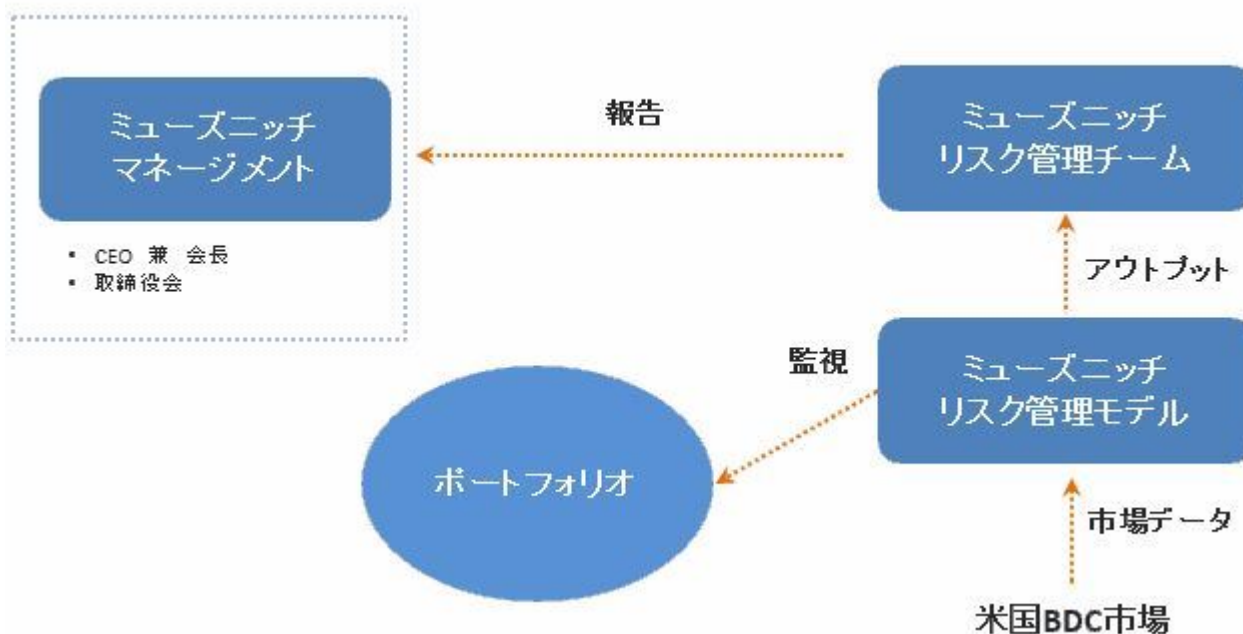 ミューズニッチ
マネージメント
• CEO 兼 会長
• 取締役会
報告
ミューズニッチ
リスク管理チーム
アウトプット
監視
ミューズニッチ
リスク管理モデル
ポートフォリオ
市場データ
米国BDC市場